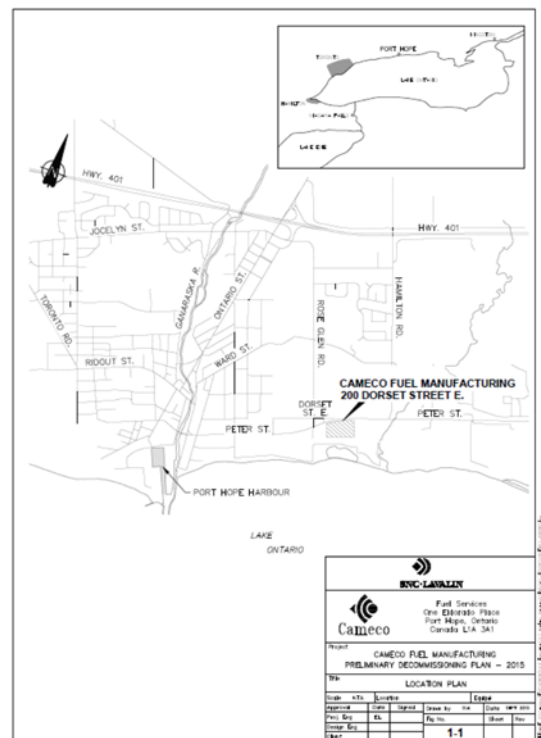 PORT HOPE
HWY. 401
JOCELYN ST.
HWY. 401
TORONTO RD.
GANARASKA R.
ONTARIO ST.
ROSE GLEN RD.
HAMILTON RD.
RIDOUT ST.
WARD ST.
CAMECO FUEL MANUFACTURING
200 DORSET STREET E.
DORSET
ST. E.
PETER ST.
PETER ST.
PORT HOPE HARBOUR
LAKE
ONTARIO
SNC·LAVALIN
Cameco
Fuel Services
One Eldorado Place
Port Hope, Ontario
Canada L1A 3A1
Project
CAMECO FUEL MANUFACTURING
PRELIMINARY DECOMMISSIONING PLAN - 2015
Title
LOCATION PLAN
Scale
Approval Date Signed Drawn by Date
Proj. Eng. Fig. No. Sheet Rev
Design Eng
1-1